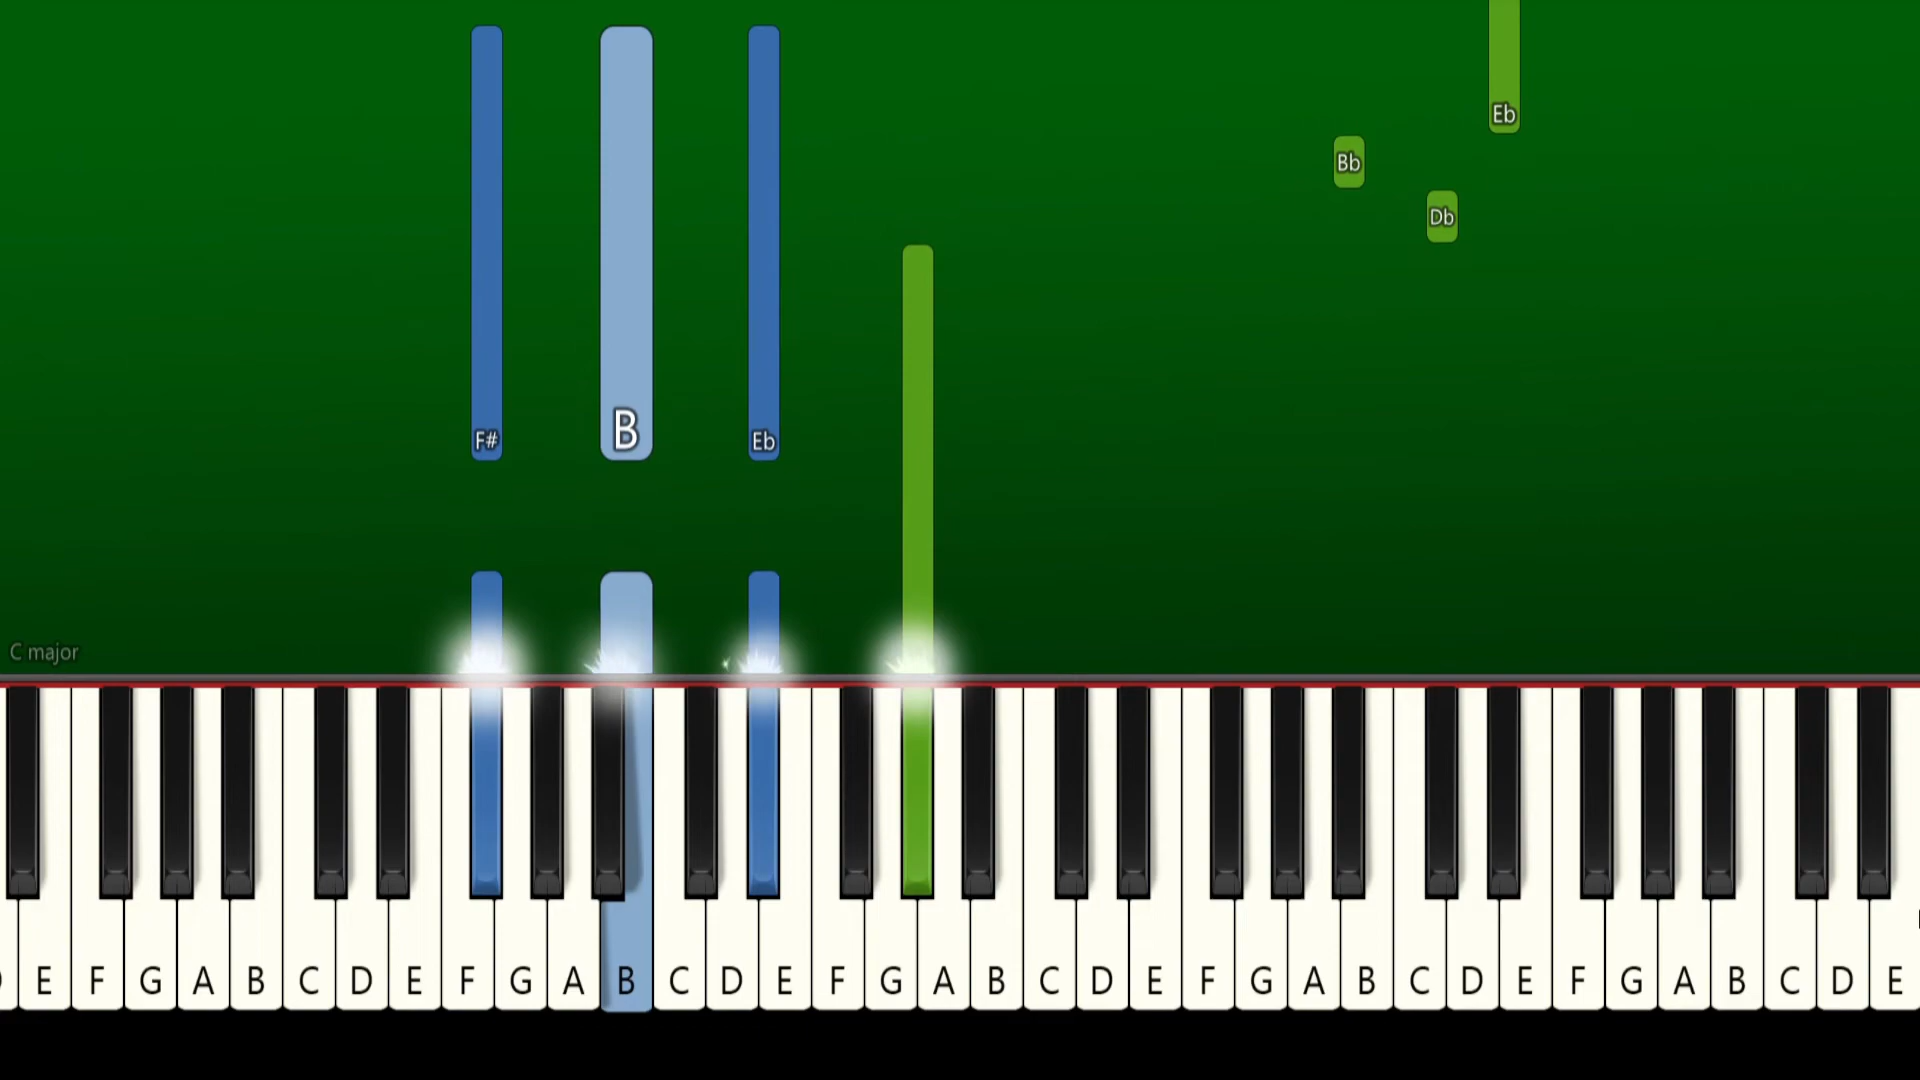 Eb
Bb
Db
F# B Eb
C major
E F G A B C D E F G A B C D E F G A B C D E F G A B C D E F G A B C D E